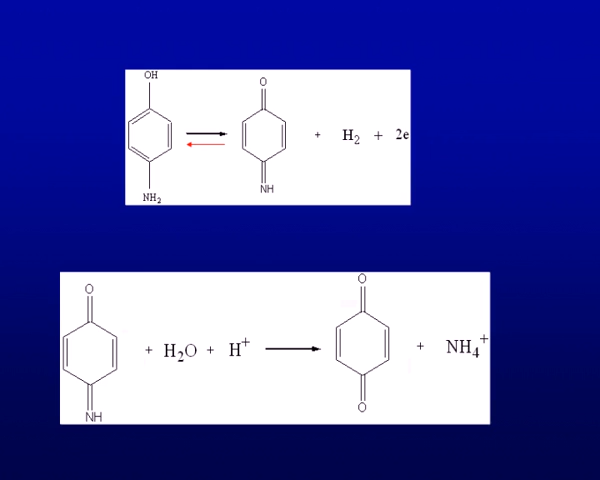 OH
O
+ H2 + 2e
NH2
NH
O
O
+ H2O + H+
+ NH4+
NH
O